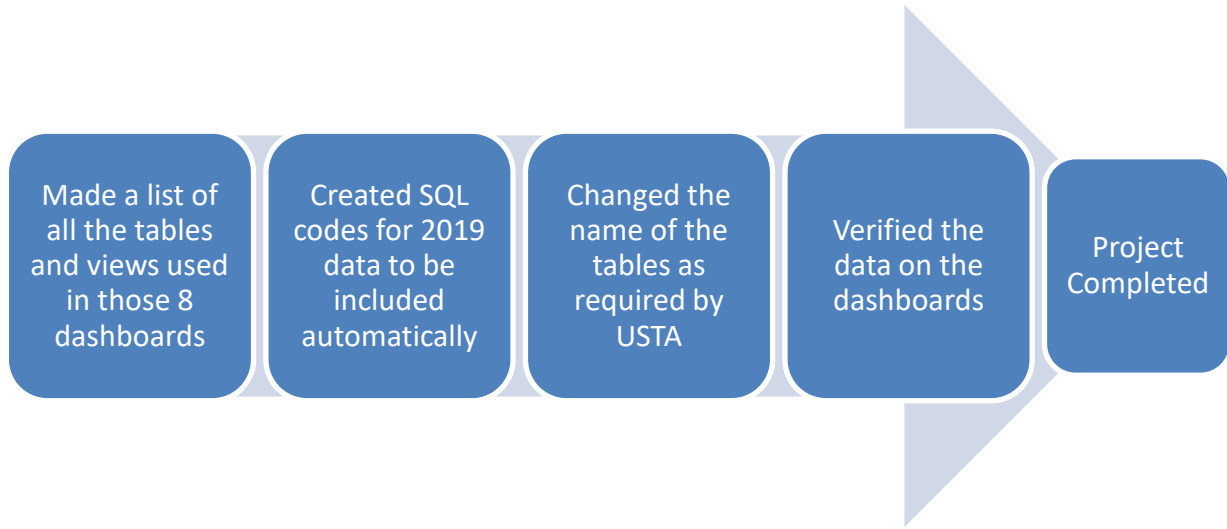 Made a list of
all the tables
and views used
in those 8
dashboards
Created SQL
codes for 2019
data to be
included
automatically
Changed the
name of the
tables as
required by
USTA
Verified the
data on the
dashboards
Project
Completed